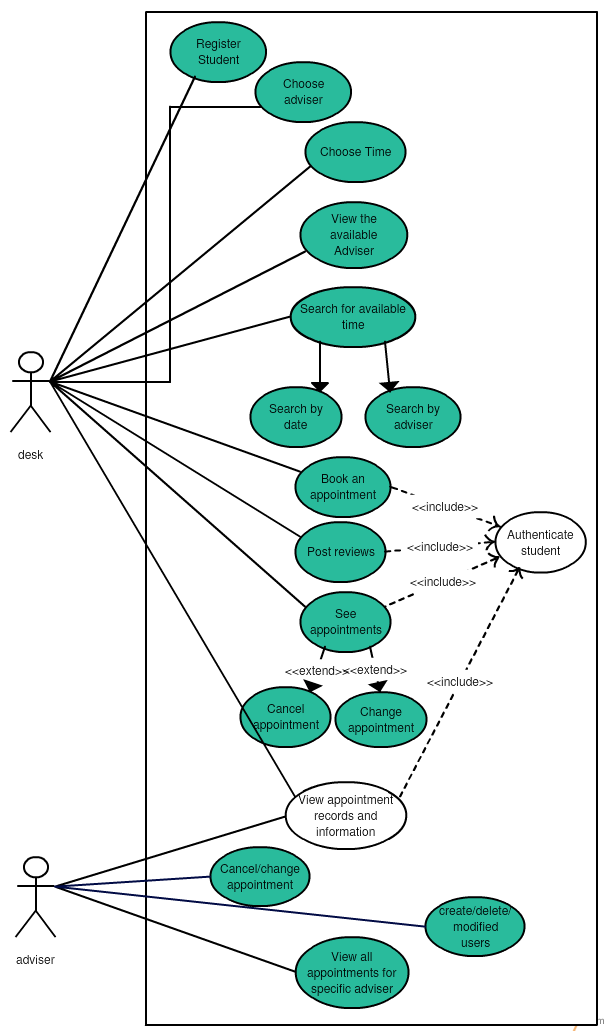 Register
Student
Choose
adviser
Choose Time
View the
available
Adviser
Search for available
time
Search by
date
Search by
adviser
desk
Book an
appointment
<<include>>
Authenticate
student
Post reviews
<<include>>
<<include>>
See
appointments
<<extend>>
<<extend>>
<<include>>
Cancel
appointment
Change
appointment
View appointment
records and
information
Cancel/change
appointment
create/delete/
modified
users
adviser
View all
appointments for
specific adviser